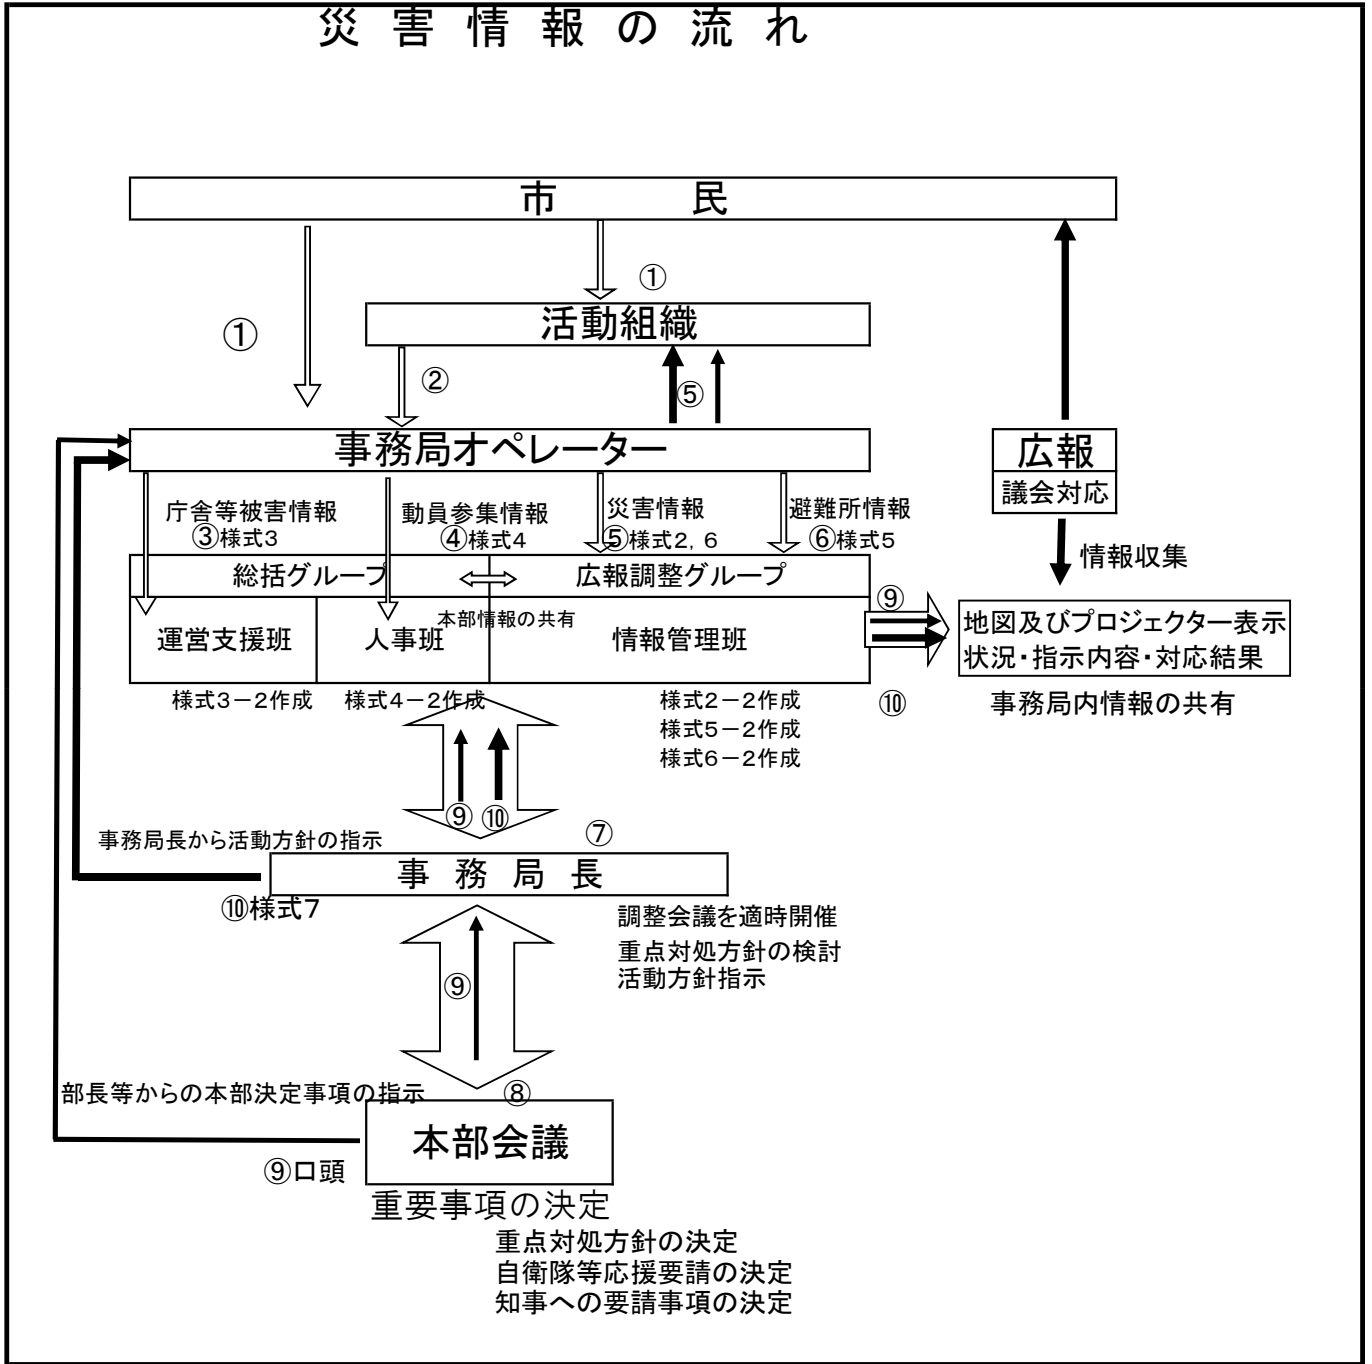 災害情報の流れ
市民
①
活動組織
①
②
⑤
事務局オペレーター
広報
議会対応
庁舎等被害情報
③様式3
動員参集情報
④様式4
災害情報
⑤様式2，6
避難所情報
⑥様式5
情報収集
総括グループ
広報調整グループ
本部情報の共有
運営支援班
人事班
情報管理班
⑨
地図及びプロジェクター表示
状況・指示内容・対応結果
様式3－2作成
様式4－2作成
様式2－2作成
様式5－2作成
様式6－2作成
⑩
事務局内情報の共有
⑨
⑩
⑦
事務局長から活動方針の指示
事務局長
⑩様式7
調整会議を適時開催
重点対処方針の検討
活動方針指示
⑨
部長等からの本部決定事項の指示
⑧
本部会議
⑨口頭
重要事項の決定
重点対処方針の決定
自衛隊等応援要請の決定
知事への要請事項の決定